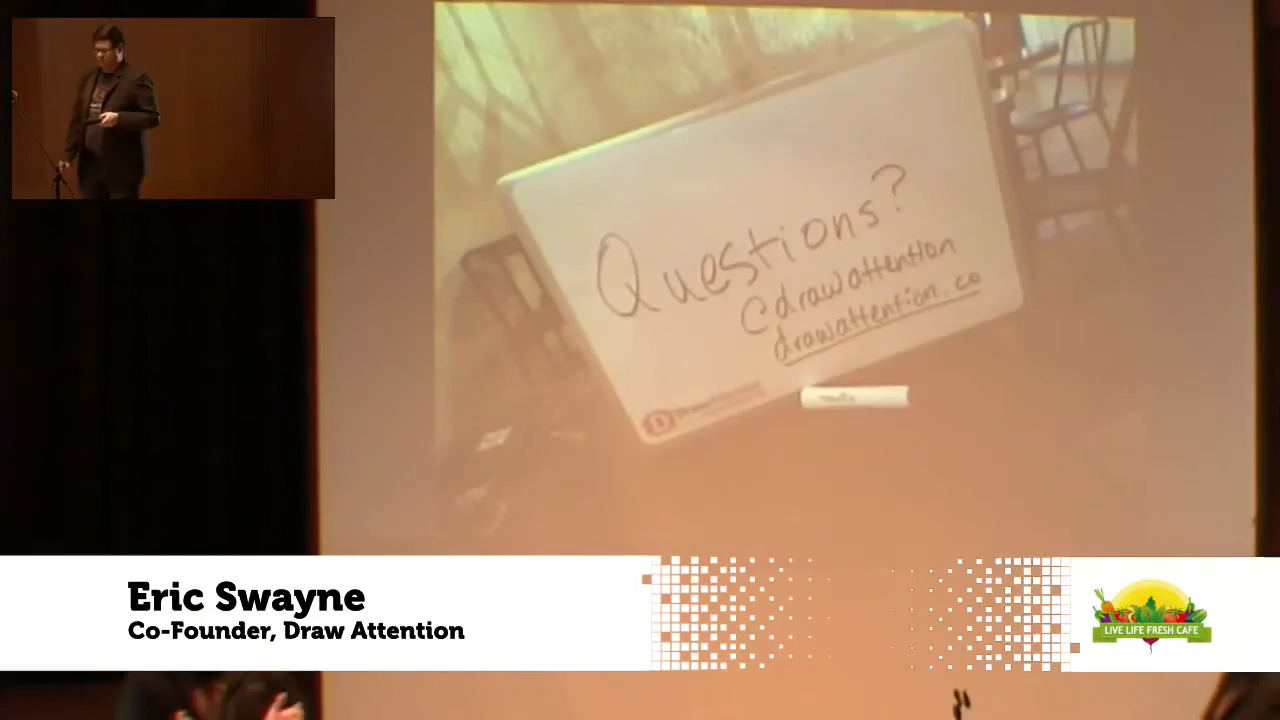 Questions?
@drawattention
drawattention.co
Eric Swayne
Co-Founder, Draw Attention
LIVE LIFE FRESH CAFE